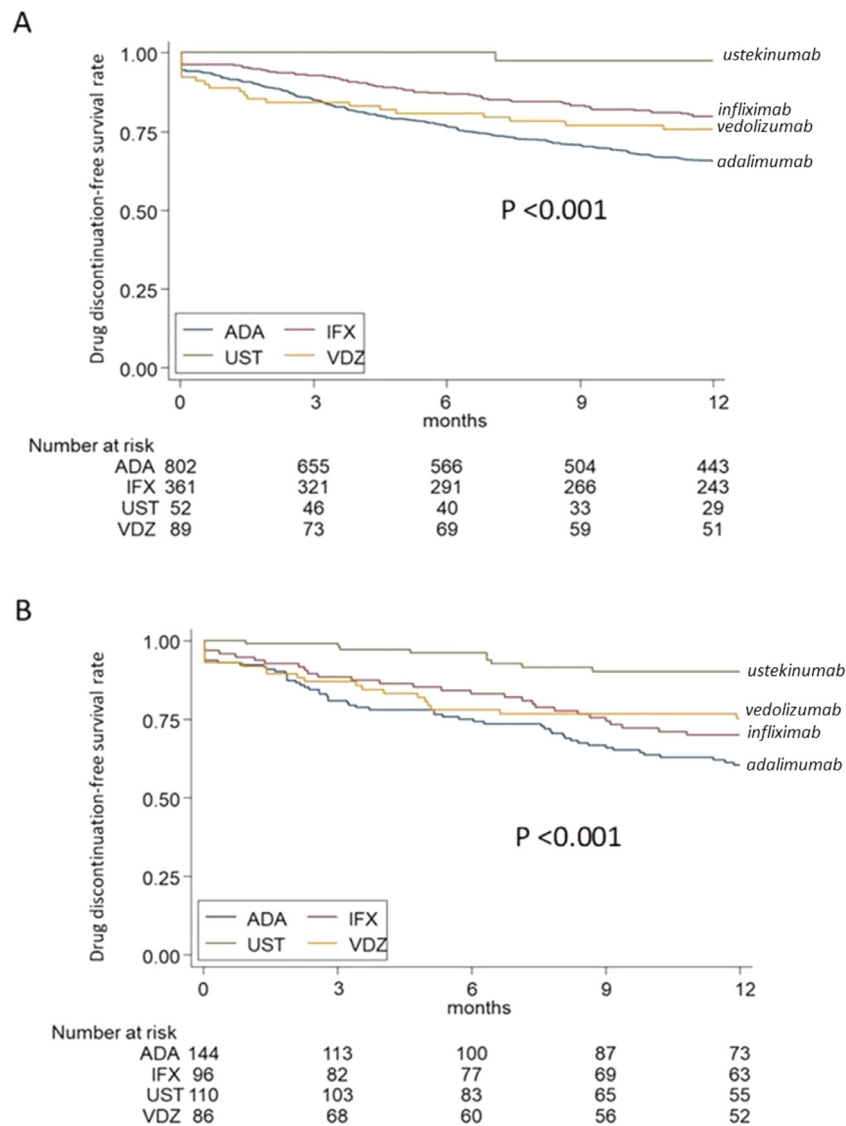 A
Drug discontinuation-free survival rate
1.00
0.75
0.50
0.25
0.00
ustekinumab
infliximab
vedolizumab
adalimumab
P <0.001
ADA IFX
UST VDZ
0 3 6 9 12
months
Number at risk
ADA 802 655 566 504 443
IFX 361 321 291 266 243
UST 52 46 40 33 29
VDZ 89 73 69 59 51
B
Drug discontinuation-free survival rate
1.00
0.75
0.50
0.25
0.00
ustekinumab
vedolizumab
infliximab
adalimumab
P <0.001
ADA IFX
UST VDZ
0 3 6 9 12
months
Number at risk
ADA 144 113 100 87 73
IFX 96 82 77 69 63
UST 110 103 83 65 55
VDZ 86 68 60 56 52